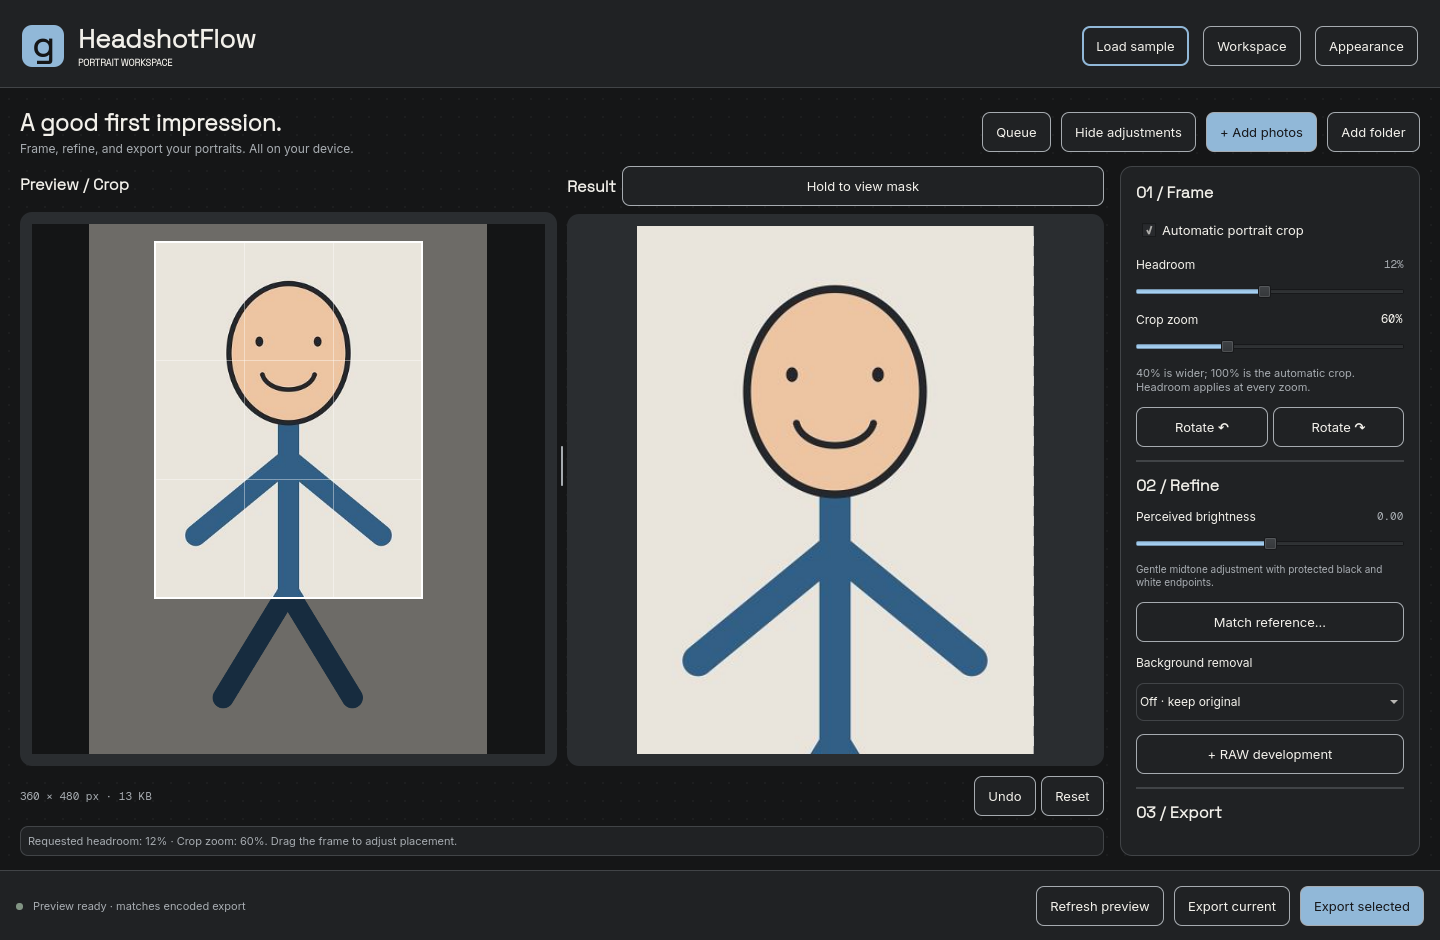 g
HeadshotFlow
PORTRAIT WORKSPACE
Load sample
Workspace
Appearance
A good first impression.
Frame, refine, and export your portraits. All on your device.
Queue
Hide adjustments
+ Add photos
Add folder
Preview / Crop
Result
Hold to view mask
01 / Frame
Automatic portrait crop
Headroom
12%
Crop zoom
60%
40% is wider; 100% is the automatic crop.
Headroom applies at every zoom.
Rotate ↶
Rotate ↷
02 / Refine
Perceived brightness
0.00
Gentle midtone adjustment with protected black and
white endpoints.
Match reference...
Background removal
Off · keep original
+ RAW development
03 / Export
360 × 480 px · 13 KB
Undo
Reset
Requested headroom: 12% · Crop zoom: 60%. Drag the frame to adjust placement.
Preview ready · matches encoded export
Refresh preview
Export current
Export selected